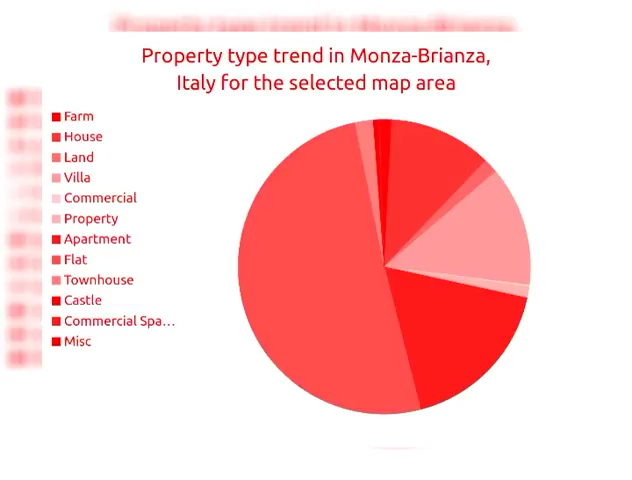 Property type trend in Monza-Brianza,
Italy for the selected map area
Farm
House
Land
Villa
Commercial
Property
Apartment
Flat
Townhouse
Castle
Commercial Spa...
Misc